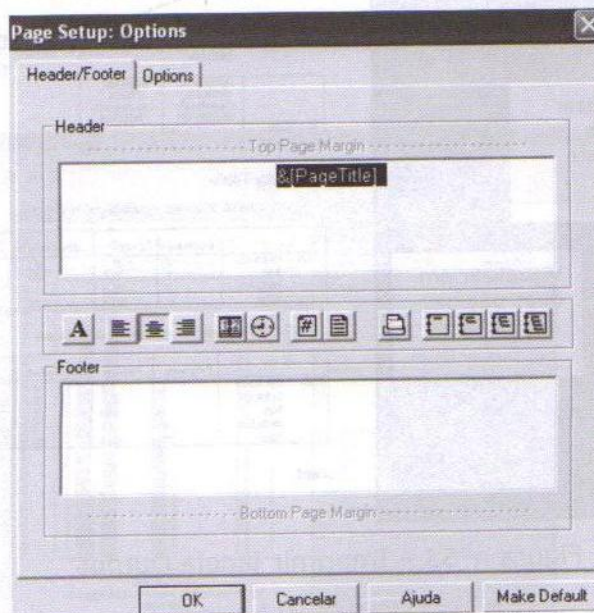 Page Setup: Options
Header/Footer Options
Header
Top Page Margin
&[PageTitle]
A
Footer
Bottom Page Margin
OK Cancelar Ajuda Make Default